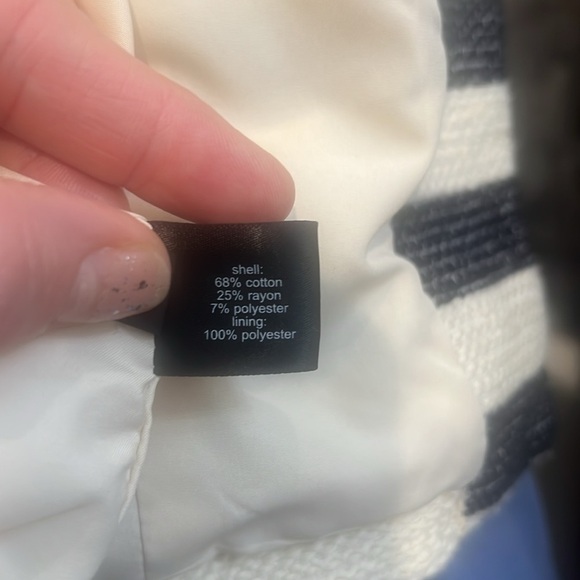 shell:
68% cotton
25% rayon
7% polyester
lining:
100% polyester